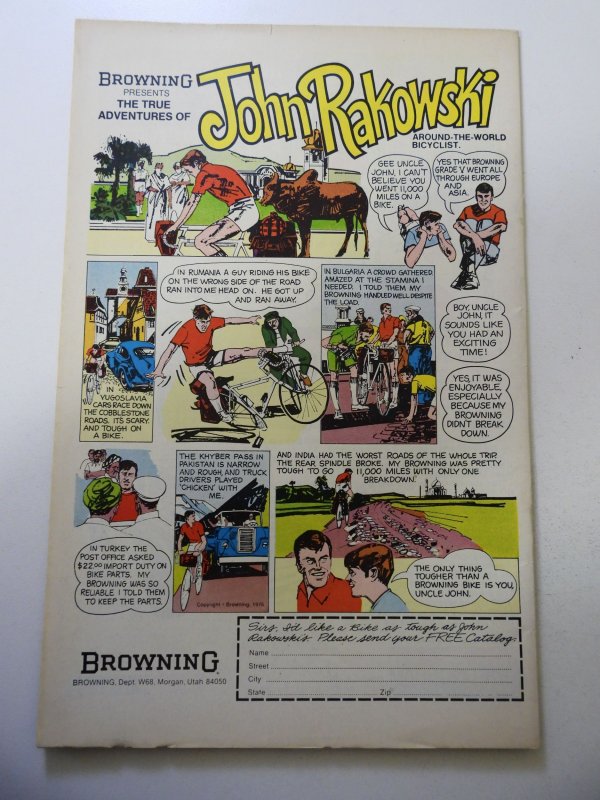 BROWNING
PRESENTS
THE TRUE
ADVENTURES OF
John Rakowski
AROUND-THE-WORLD
BICYCLIST.
GEE UNCLE
JOHN, I CAN'T
BELIEVE YOU
WENT 11,000
MILES ON A
BIKE.
YES THAT BROWNING
GRADE V WENT ALL
THROUGH EUROPE
AND
ASIA.
IN RUMANIA A GUY RIDING HIS BIKE
ON THE WRONG SIDE OF THE ROAD
RAN INTO ME HEAD ON. HE GOT UP
AND RAN AWAY.
IN BULGARIA A CROWD GATHERED
AMAZED AT THE STAMINA I
NEEDED. I TOLD THEM MY
BROWNING HANDLED WELL DESPITE
THE LOAD.
BOY, UNCLE
JOHN, IT
SOUNDS LIKE
YOU HAD AN
EXCITING
TIME!
YES, IT WAS
ENJOYABLE,
ESPECIALLY
BECAUSE MY
BROWNING
DIDN'T BREAK
DOWN.
IN
YUGOSLAVIA
CARS RACE DOWN
THE COBBLESTONE
ROADS. ITS SCARY
AND TOUGH ON
A BIKE.
THE KHYBER PASS IN
PAKISTAN IS NARROW
AND ROUGH, AND TRUCK
DRIVERS PLAYED
'CHICKEN' WITH
ME.
AND INDIA HAD THE WORST ROADS OF THE WHOLE TRIP.
THE REAR SPINDLE BROKE. MY BROWNING WAS PRETTY
TOUGH TO GO 11,000 MILES WITH ONLY ONE
BREAKDOWN.
IN TURKEY THE
POST OFFICE ASKED
$22.00 IMPORT DUTY ON
BIKE PARTS. MY
BROWNING WAS SO
RELIABLE I TOLD THEM
TO KEEP THE PARTS.
THE ONLY THING
TOUGHER THAN A
BROWNING BIKE IS YOU,
UNCLE JOHN.
Copyright - Browning, 1976
Sirs, I'd like a bike as tough as John
Rakowski's. Please send your FREE Catalog.
Name
Street
City
State Zip
BROWNING.
BROWNING, Dept. W68, Morgan, Utah 84050